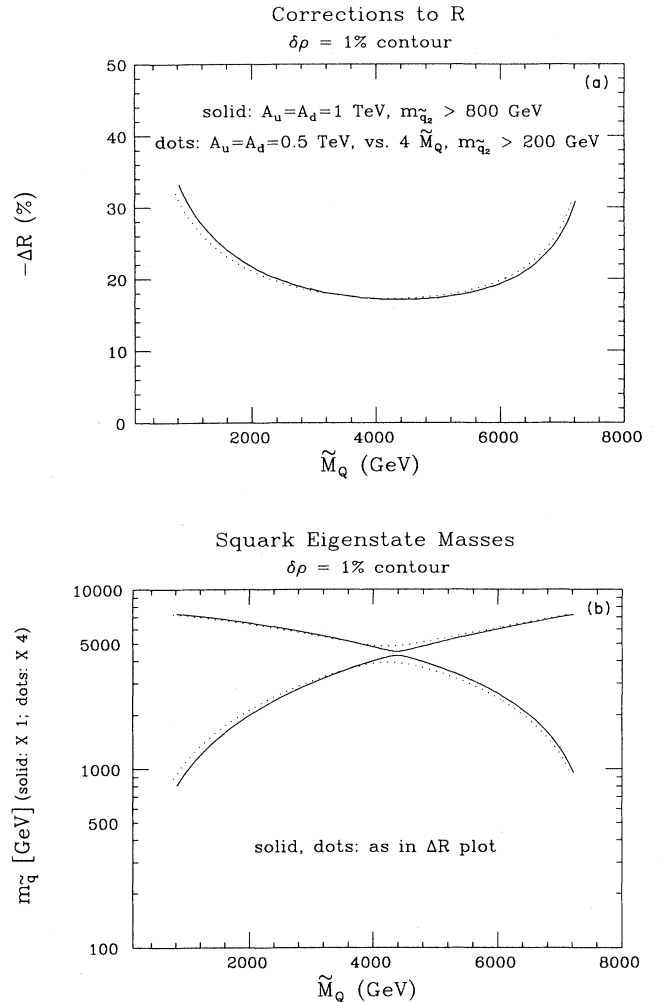 Corrections to R
δρ = 1% contour
(a)
solid: A_u=A_d=1 TeV, m_q̃₂ > 800 GeV
dots: A_u=A_d=0.5 TeV, vs. 4 M̃_Q, m_q̃₂ > 200 GeV
−ΔR (%)
50
40
30
20
10
0
2000
4000
6000
8000
M̃_Q (GeV)
Squark Eigenstate Masses
δρ = 1% contour
(b)
m_q̃ [GeV] (solid: X 1; dots: X 4)
10000
5000
1000
500
100
solid, dots: as in ΔR plot
2000
4000
6000
8000
M̃_Q (GeV)